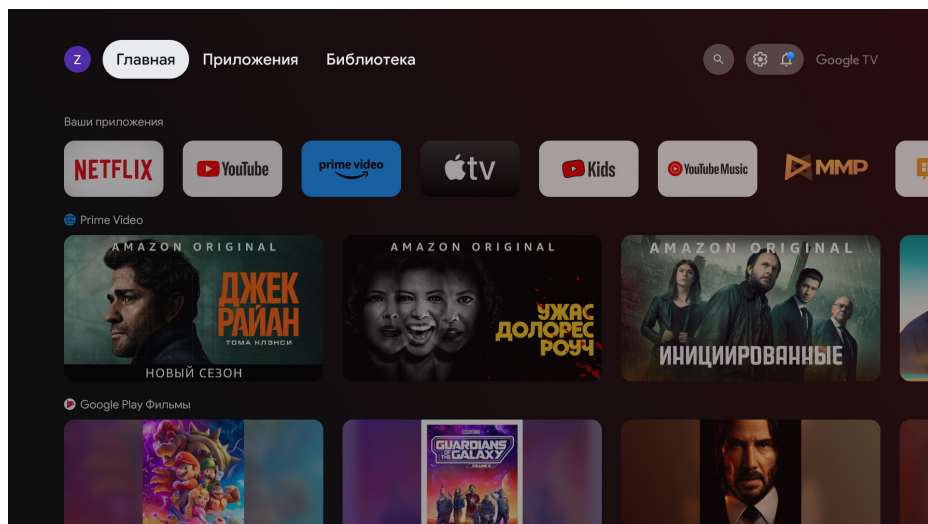 Z
Главная
Приложения
Библиотека
Google TV
Ваши приложения
NETFLIX
YouTube
prime video
tv
Kids
YouTube Music
MMP
Prime Video
AMAZON ORIGINAL
ДЖЕК
РАЙАН
ТОМА КЛЭНСИ
НОВЫЙ СЕЗОН
AMAZON ORIGINAL
УЖАС
ДОЛОРЕС
РОУЧ
AMAZON ORIGINAL
ИНИЦИИРОВАННЫЕ
Google Play Фильмы
GUARDIANS
OF THE GALAXY